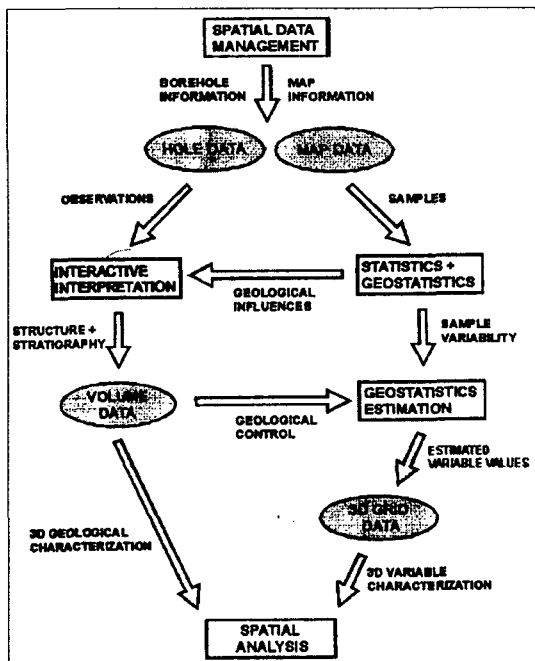 SPATIAL DATA
MANAGEMENT
BOREHOLE
INFORMATION
MAP
INFORMATION
HOLE DATA
MAP DATA
OBSERVATIONS
SAMPLES
INTERACTIVE
INTERPRETATION
GEOLOGICAL
INFLUENCES
STATISTICS +
GEOSTATISTICS
STRUCTURE +
STRATIGRAPHY
SAMPLE
VARIABILITY
VOLUME
DATA
GEOLOGICAL
CONTROL
GEOSTATISTICS
ESTIMATION
ESTIMATED
VARIABLE VALUES
3D GRID
DATA
3D GEOLOGICAL
CHARACTERIZATION
3D VARIABLE
CHARACTERIZATION
SPATIAL
ANALYSIS